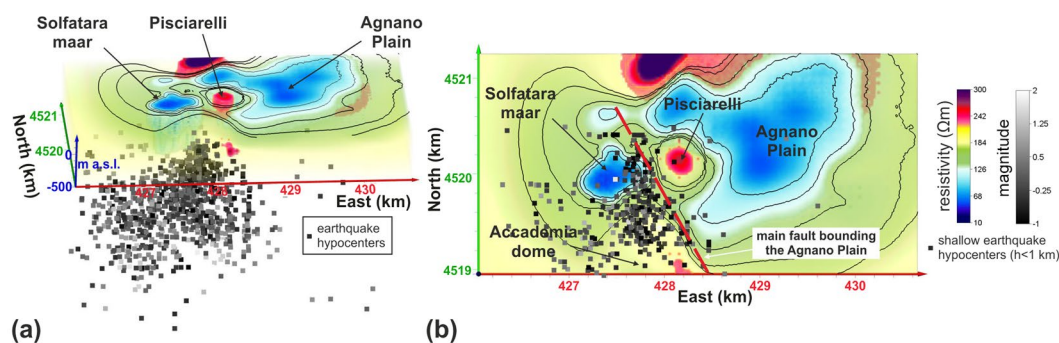 Solfatara
maar
Pisciarelli
Agnano
Plain
4521
North (km)
4520
0
m a.s.l.
-500
427
428
429
430
East (km)
earthquake
hypocenters
(a)
4521
4520
4519
North (km)
Solfatara
maar
Pisciarelli
Agnano
Plain
Accademia
dome
main fault bounding
the Agnano Plain
427
428
429
430
East (km)
(b)
resistivity (Ωm)
300
242
184
126
68
10
magnitude
2
1.25
0.5
-0.25
-1
shallow earthquake
hypocenters (h<1 km)